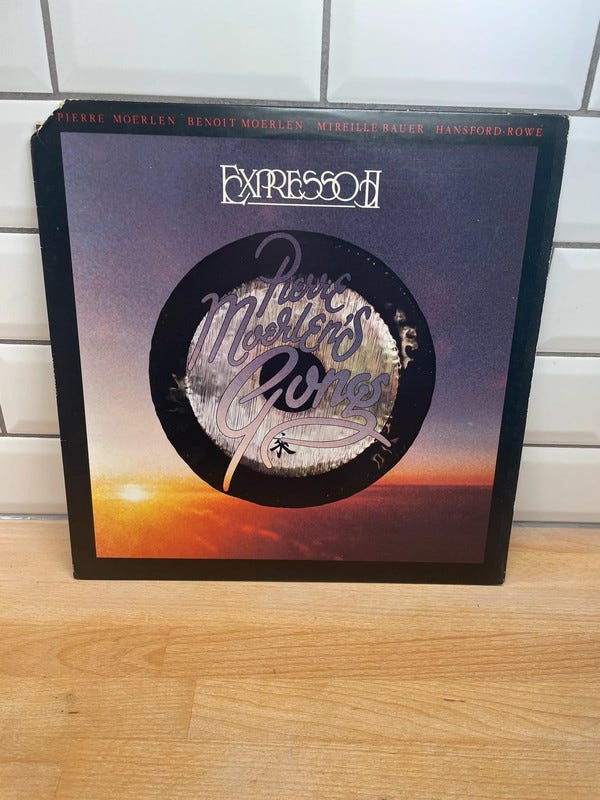 PIERRE MOERLEN BENOIT MOERLEN MIREILLE BAUER HANSFORD·ROWE
EXPRESSO II
Pierre
Moerlen's
Gong